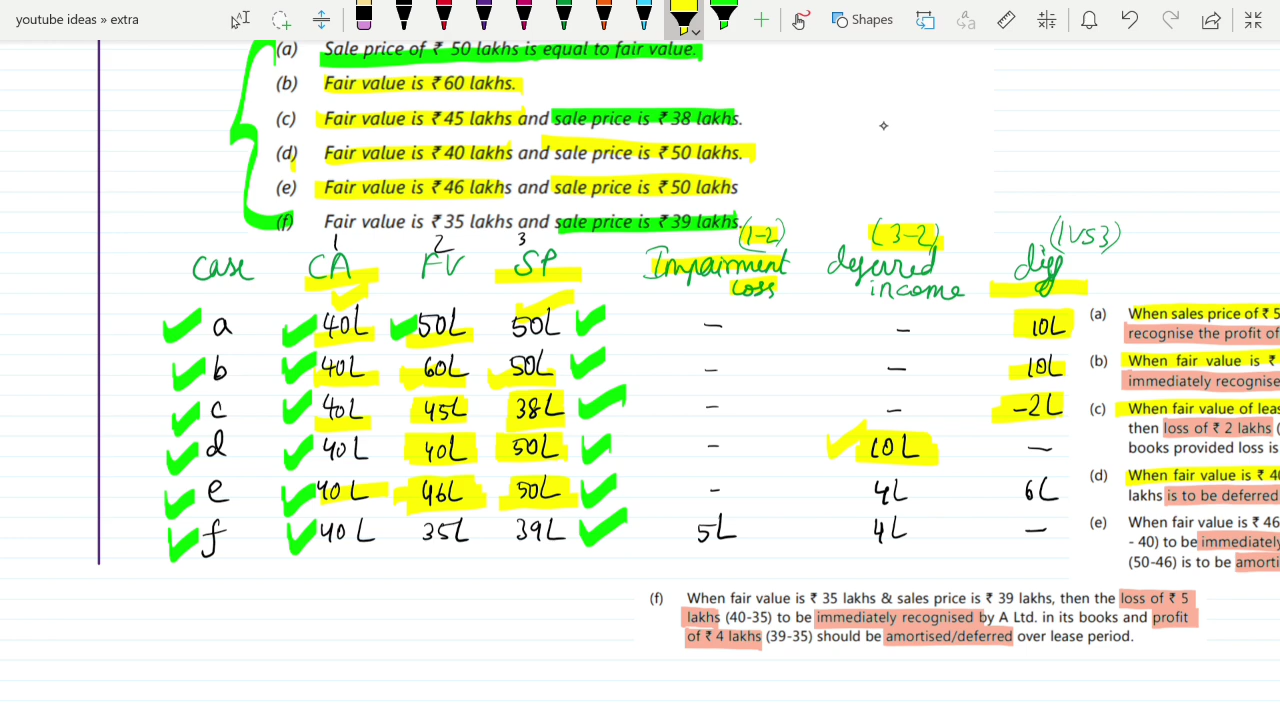 youtube ideas » extra
Shapes
(a) Sale price of ₹ 50 lakhs is equal to fair value.
(b) Fair value is ₹ 60 lakhs.
(c) Fair value is ₹ 45 lakhs and sale price is ₹ 38 lakhs.
(d) Fair value is ₹ 40 lakhs and sale price is ₹ 50 lakhs.
(e) Fair value is ₹ 46 lakhs and sale price is ₹ 50 lakhs
(f) Fair value is ₹ 35 lakhs and sale price is ₹ 39 lakhs.
1 2 3 (1-2) (3-2) (1 VS 3)
Case CA FV SP Impairment loss deferred income diff
a 40L 50L 50L - - 10L
b 40L 60L 50L - - 10L
c 40L 45L 38L - - -2L
d 40L 40L 50L - 10L -
e 40L 46L 50L - 4L 6L
f 40L 35L 39L 5L 4L -
(a) When sales price of ₹ 5
recognise the profit of
(b) When fair value is ₹
immediately recognise
(c) When fair value of leas
then loss of ₹ 2 lakhs (
books provided loss is
(d) When fair value is ₹ 40
lakhs is to be deferred
(e) When fair value is ₹ 46
- 40) to be immediately
(50-46) is to be amorti
(f) When fair value is ₹ 35 lakhs & sales price is ₹ 39 lakhs, then the loss of ₹ 5
lakhs (40-35) to be immediately recognised by A Ltd. in its books and profit
of ₹ 4 lakhs (39-35) should be amortised/deferred over lease period.